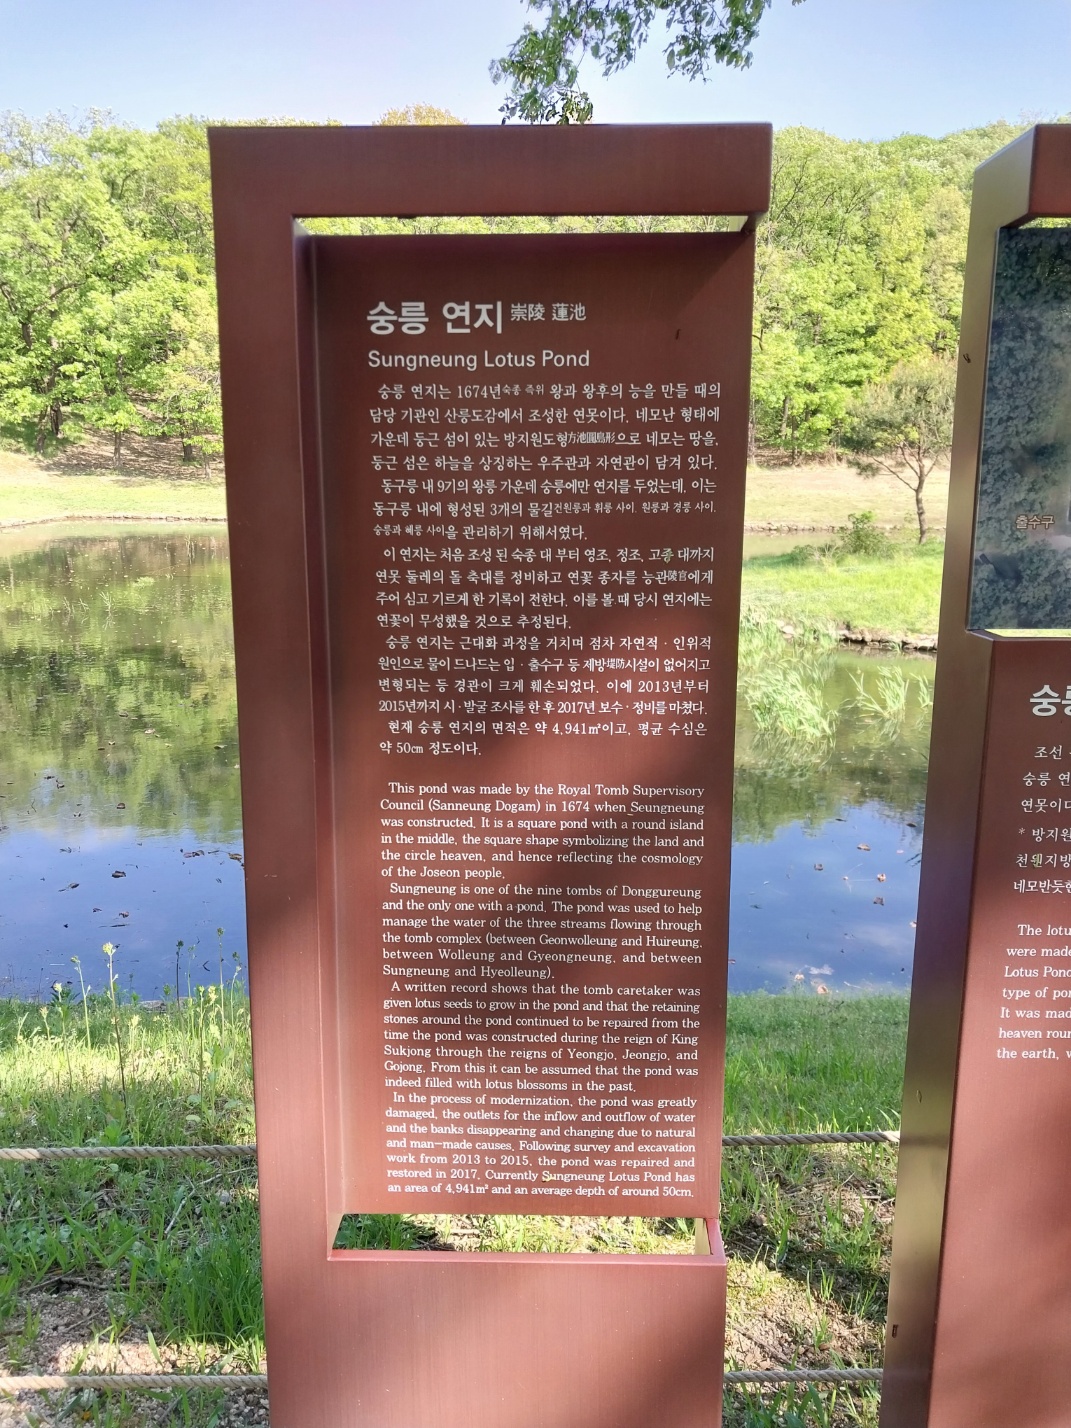 숭릉 연지 崇陵 蓮池
Sungneung Lotus Pond
숭릉 연지는 1674년숙종 즉위 왕과 왕후의 능을 만들 때의
담당 기관인 산릉도감에서 조성한 연못이다. 네모난 형태에
가운데 둥근 섬이 있는 방지원도형方池圓島形으로 네모는 땅을,
둥근 섬은 하늘을 상징하는 우주관과 자연관이 담겨 있다.
동구릉 내 9기의 왕릉 가운데 숭릉에만 연지를 두었는데, 이는
동구릉 내에 형성된 3개의 물길건원릉과 휘릉 사이, 원릉과 경릉 사이,
숭릉과 혜릉 사이을 관리하기 위해서였다.
이 연지는 처음 조성 된 숙종 대 부터 영조, 정조, 고종 대까지
연못 둘레의 돌 축대를 정비하고 연꽃 종자를 능관陵官에게
주어 심고 기르게 한 기록이 전한다. 이를 볼 때 당시 연지에는
연꽃이 무성했을 것으로 추정된다.
숭릉 연지는 근대화 과정을 거치며 점차 자연적 · 인위적
원인으로 물이 드나드는 입 · 출수구 등 제방堤防시설이 없어지고
변형되는 등 경관이 크게 훼손되었다. 이에 2013년부터
2015년까지 시 · 발굴 조사를 한 후 2017년 보수 · 정비를 마쳤다.
현재 숭릉 연지의 면적은 약 4,941㎡이고, 평균 수심은
약 50㎝ 정도이다.
This pond was made by the Royal Tomb Supervisory
Council (Sanneung Dogam) in 1674 when Seungneung
was constructed. It is a square pond with a round island
in the middle, the square shape symbolizing the land and
the circle heaven, and hence reflecting the cosmology
of the Joseon people.
Sungneung is one of the nine tombs of Donggureung
and the only one with a pond. The pond was used to help
manage the water of the three streams flowing through
the tomb complex (between Geonwolleung and Huireung,
between Wolleung and Gyeongneung, and between
Sungneung and Hyeolleung).
A written record shows that the tomb caretaker was
given lotus seeds to grow in the pond and that the retaining
stones around the pond continued to be repaired from the
time the pond was constructed during the reign of King
Sukjong through the reigns of Yeongjo, Jeongjo, and
Gojong. From this it can be assumed that the pond was
indeed filled with lotus blossoms in the past.
In the process of modernization, the pond was greatly
damaged, the outlets for the inflow and outflow of water
and the banks disappearing and changing due to natural
and man-made causes. Following survey and excavation
work from 2013 to 2015, the pond was repaired and
restored in 2017. Currently Sungneung Lotus Pond has
an area of 4,941㎡ and an average depth of around 50cm.
출수구
숭
조선
숭릉 연
연못이다
* 방지원
천원지방
네모반듯한
The lotu
were made
Lotus Pond
type of pon
It was mad
heaven roun
the earth, w